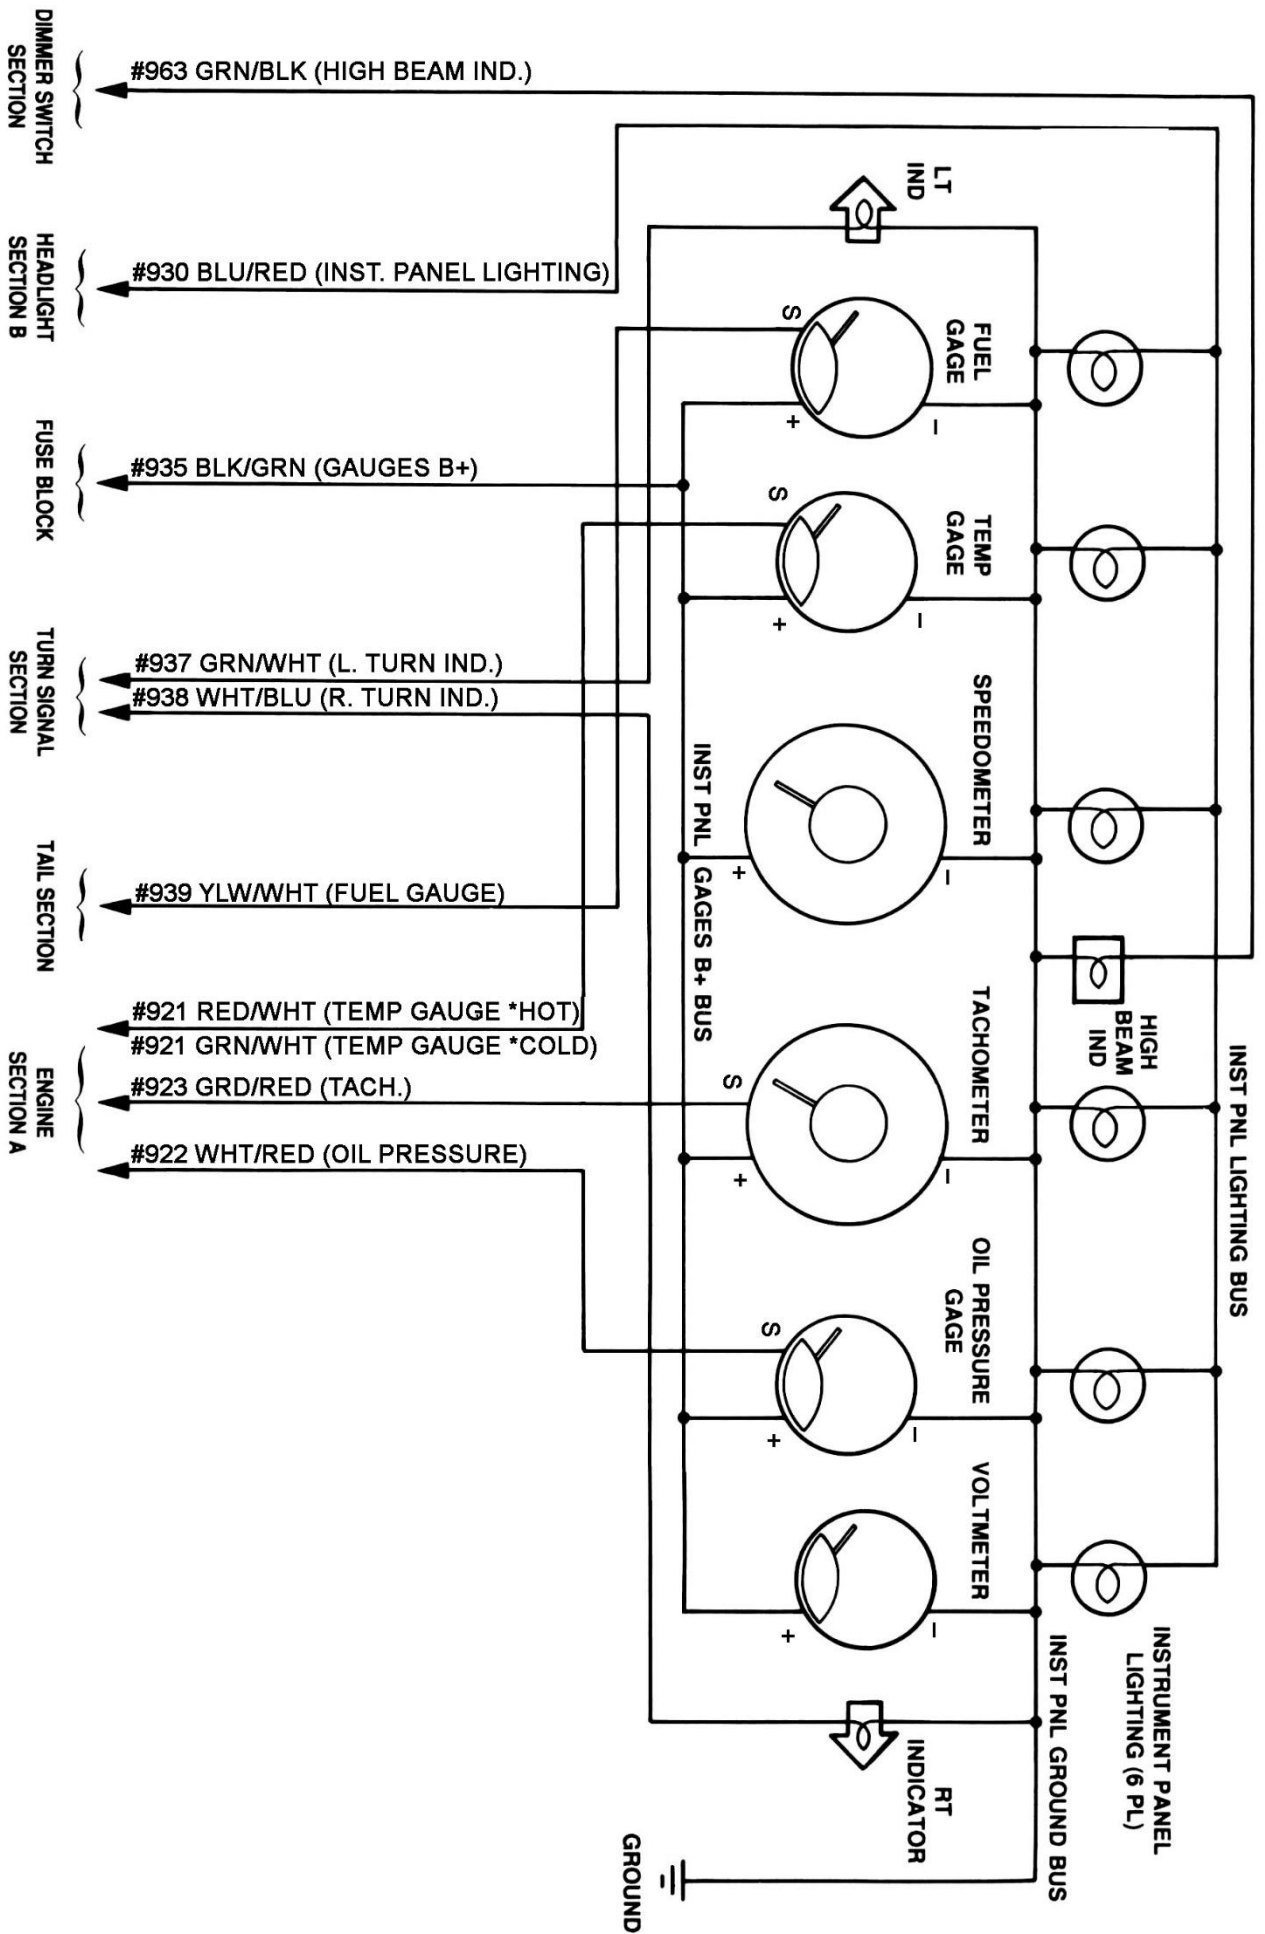 DIMMER SWITCH
SECTION
#963 GRN/BLK (HIGH BEAM IND.)
HEADLIGHT
SECTION B
#930 BLU/RED (INST. PANEL LIGHTING)
FUSE BLOCK
#935 BLK/GRN (GAUGES B+)
TURN SIGNAL
SECTION
#937 GRN/WHT (L. TURN IND.)
#938 WHT/BLU (R. TURN IND.)
TAIL SECTION
#939 YLW/WHT (FUEL GAUGE)
ENGINE
SECTION A
#921 RED/WHT (TEMP GAUGE *HOT)
#921 GRN/WHT (TEMP GAUGE *COLD)
#923 GRD/RED (TACH.)
#922 WHT/RED (OIL PRESSURE)
LT
IND
FUEL
GAGE
S
+
−
TEMP
GAGE
S
+
−
SPEEDOMETER
+
−
INST PNL GAGES B+ BUS
TACHOMETER
S
+
−
HIGH
BEAM
IND
OIL PRESSURE
GAGE
S
+
−
VOLTMETER
+
−
RT
INDICATOR
INST PNL LIGHTING BUS
INSTRUMENT PANEL
LIGHTING (6 PL)
INST PNL GROUND BUS
GROUND